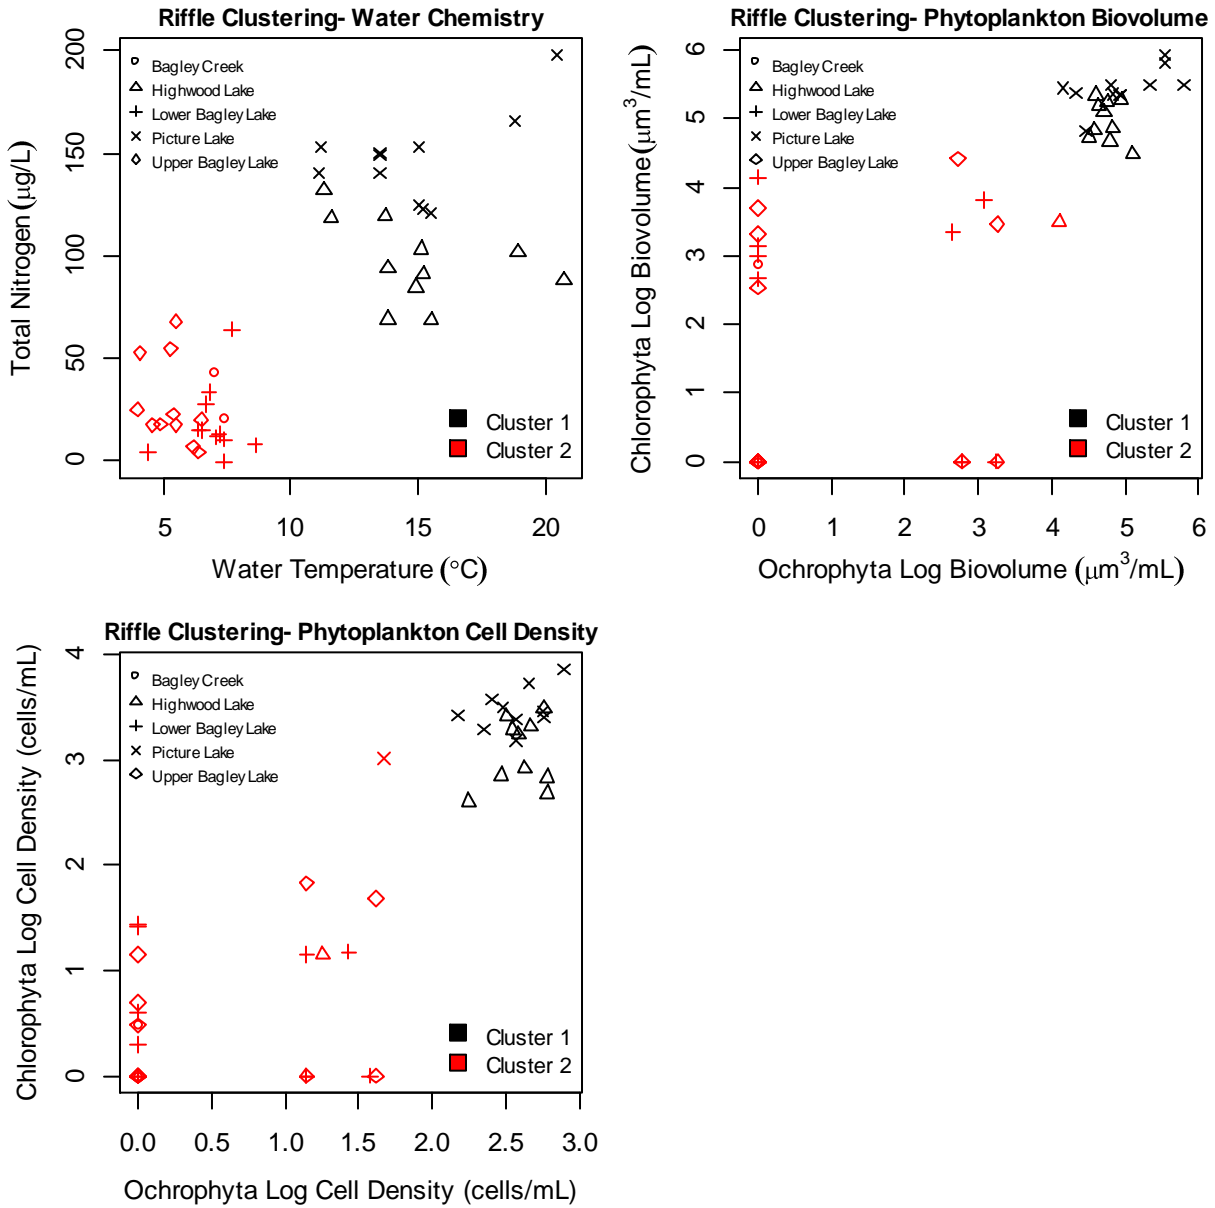 Riffle Clustering- Water Chemistry
Total Nitrogen (µg/L)
200
150
100
50
0
Bagley Creek
Highwood Lake
Lower Bagley Lake
Picture Lake
Upper Bagley Lake
Cluster 1
Cluster 2
5 10 15 20
Water Temperature (°C)
Riffle Clustering- Phytoplankton Biovolume
Chlorophyta Log Biovolume (µm³/mL)
6
5
4
3
2
1
0
Bagley Creek
Highwood Lake
Lower Bagley Lake
Picture Lake
Upper Bagley Lake
Cluster 1
Cluster 2
0 1 2 3 4 5 6
Ochrophyta Log Biovolume (µm³/mL)
Riffle Clustering- Phytoplankton Cell Density
Chlorophyta Log Cell Density (cells/mL)
4
3
2
1
0
Bagley Creek
Highwood Lake
Lower Bagley Lake
Picture Lake
Upper Bagley Lake
Cluster 1
Cluster 2
0.0 0.5 1.0 1.5 2.0 2.5 3.0
Ochrophyta Log Cell Density (cells/mL)